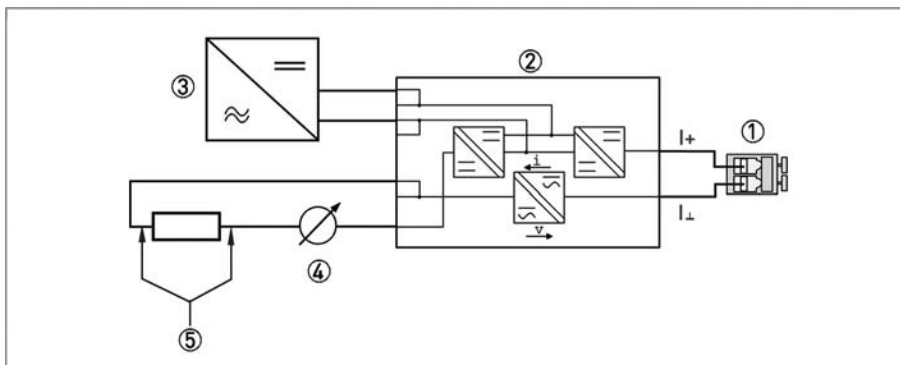 ②
③
①
I+
i
I⊥
v
④
⑤